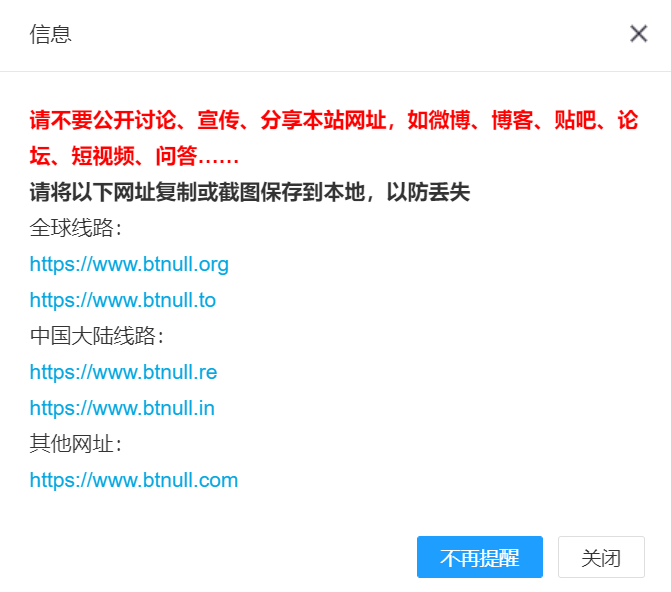 信息
请不要公开讨论、宣传、分享本站网址，如微博、博客、贴吧、论
坛、短视频、问答……
请将以下网址复制或截图保存到本地，以防丢失
全球线路：
https://www.btnull.org
https://www.btnull.to
中国大陆线路：
https://www.btnull.re
https://www.btnull.in
其他网址：
https://www.btnull.com
不再提醒
关闭